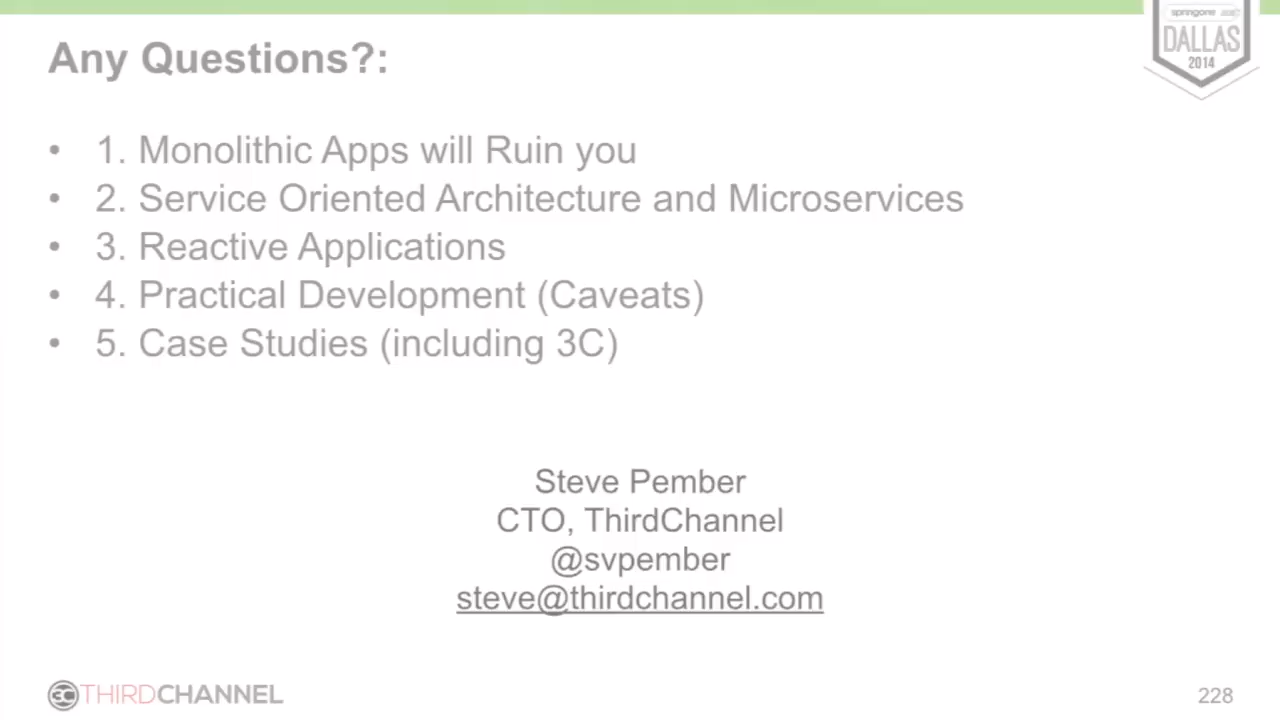 springone 2GX
DALLAS
2014
Any Questions?:
• 1. Monolithic Apps will Ruin you
• 2. Service Oriented Architecture and Microservices
• 3. Reactive Applications
• 4. Practical Development (Caveats)
• 5. Case Studies (including 3C)
Steve Pember
CTO, ThirdChannel
@svpember
steve@thirdchannel.com
3C THIRDCHANNEL
228